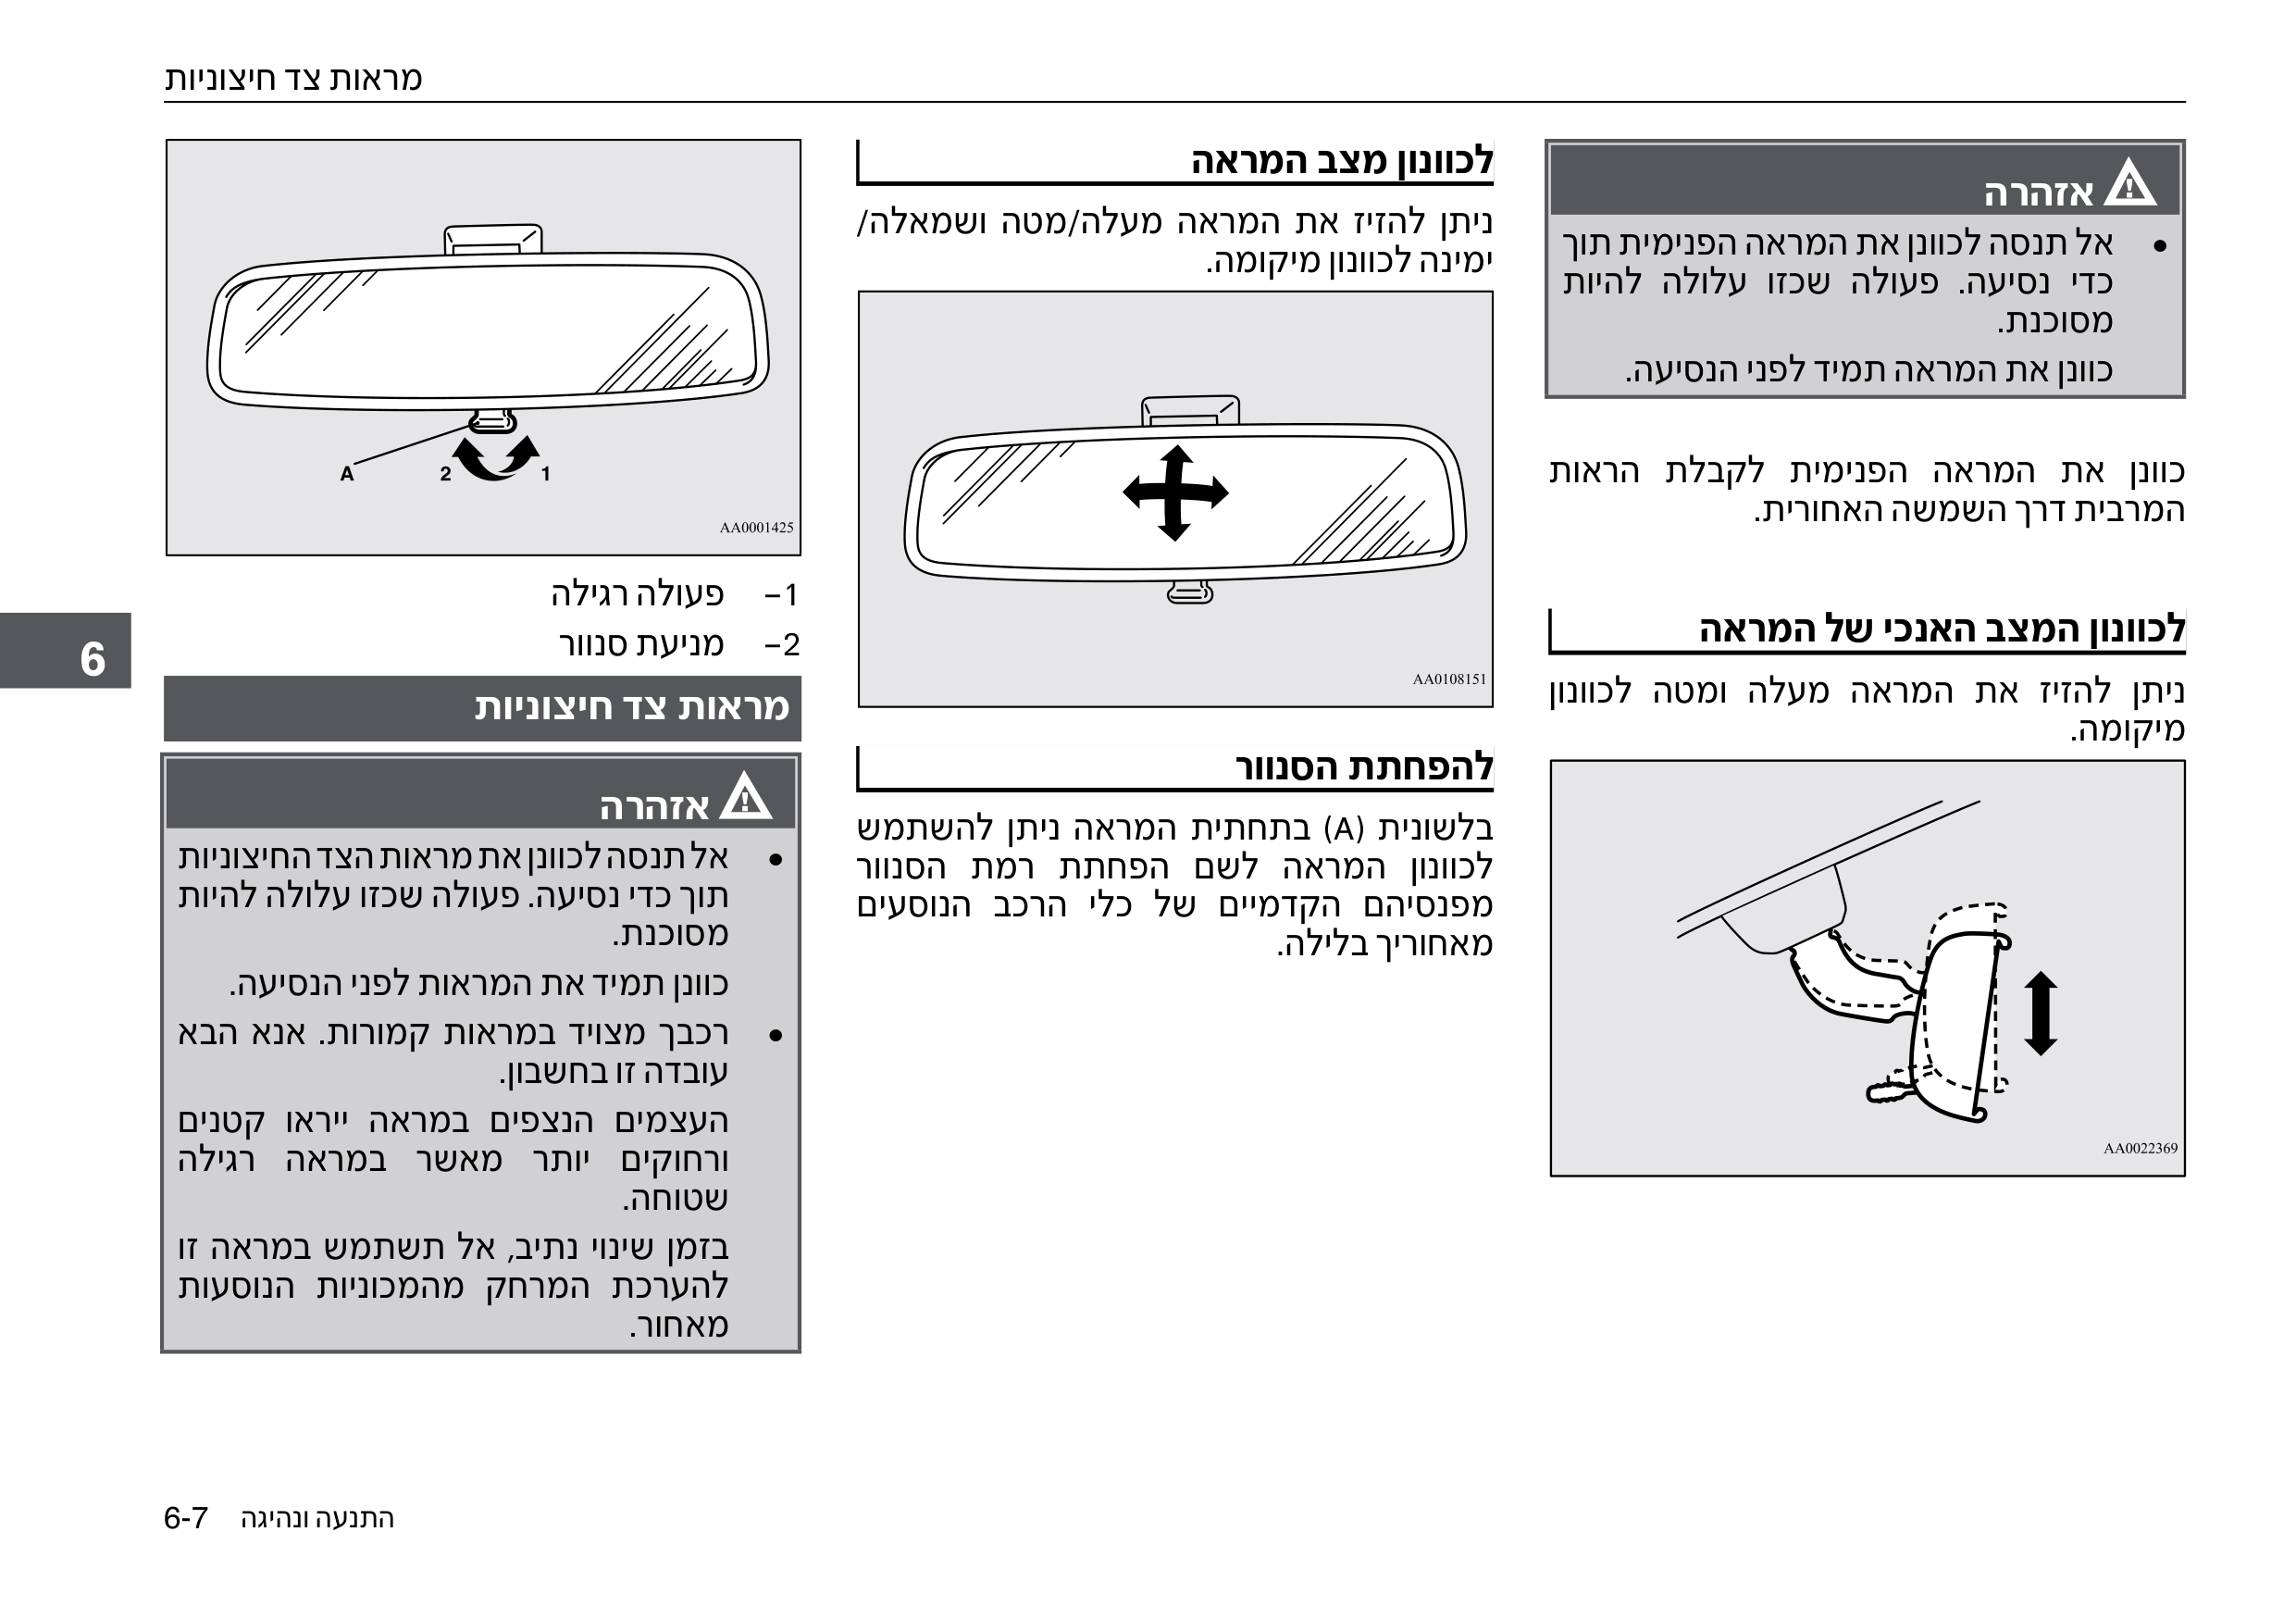 מראות צד חיצוניות
אזהרה
• אל תנסה לכוונן את המראה הפנימית תוך
כדי נסיעה. פעולה שכזו עלולה להיות
מסוכנת.
כוונן את המראה תמיד לפני הנסיעה.
כוונן את המראה הפנימית לקבלת הראות
המרבית דרך השמשה האחורית.
לכוונון המצב האנכי של המראה
ניתן להזיז את המראה מעלה ומטה לכוונון
מיקומה.
AA0022369
לכוונון מצב המראה
ניתן להזיז את המראה מעלה/מטה ושמאלה/
ימינה לכוונון מיקומה.
AA0108151
להפחתת הסנוור
בלשונית (A) בתחתית המראה ניתן להשתמש
לכוונון המראה לשם הפחתת רמת הסנוור
מפנסיהם הקדמיים של כלי הרכב הנוסעים
מאחוריך בלילה.
A 2 1
AA0001425
1– פעולה רגילה
2– מניעת סנוור
מראות צד חיצוניות
אזהרה
• אל תנסה לכוונן את מראות הצד החיצוניות
תוך כדי נסיעה. פעולה שכזו עלולה להיות
מסוכנת.
כוונן תמיד את המראות לפני הנסיעה.
• רכבך מצויד במראות קמורות. אנא הבא
עובדה זו בחשבון.
העצמים הנצפים במראה ייראו קטנים
ורחוקים יותר מאשר במראה רגילה
שטוחה.
בזמן שינוי נתיב, אל תשתמש במראה זו
להערכת המרחק מהמכוניות הנוסעות
מאחור.
6
התנעה ונהיגה 6-7